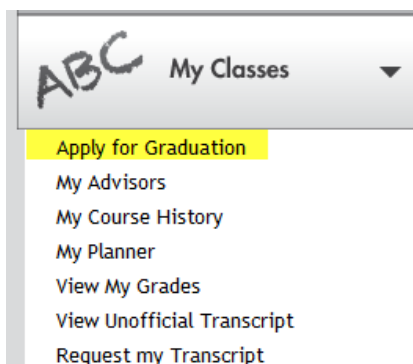 ABC My Classes
Apply for Graduation
My Advisors
My Course History
My Planner
View My Grades
View Unofficial Transcript
Request my Transcript